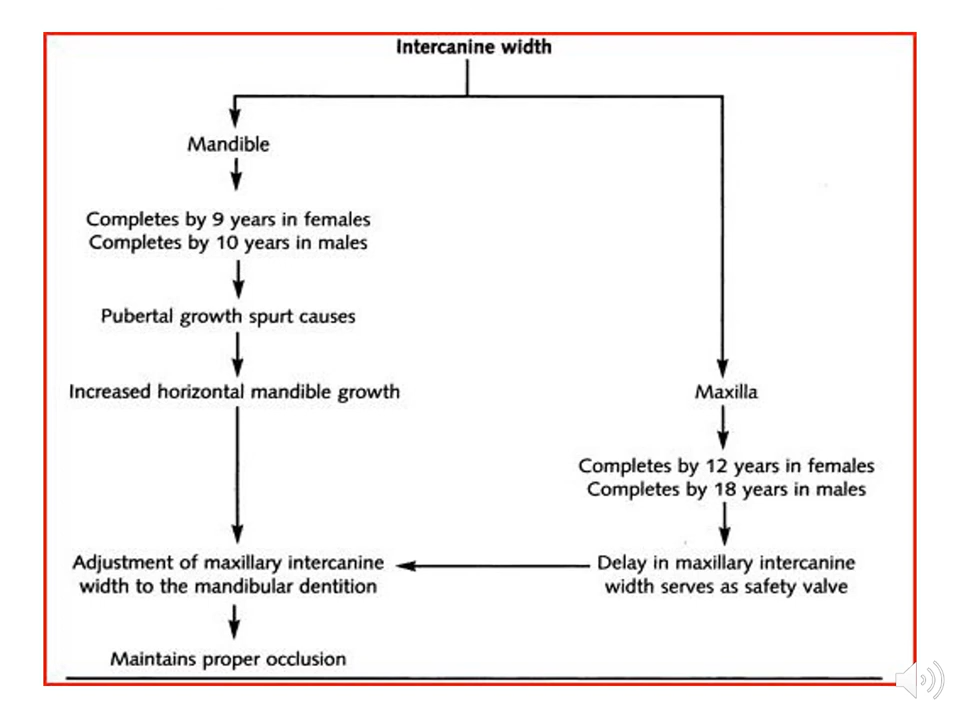 Intercanine width
Mandible
Completes by 9 years in females
Completes by 10 years in males
Pubertal growth spurt causes
Increased horizontal mandible growth
Maxilla
Completes by 12 years in females
Completes by 18 years in males
Adjustment of maxillary intercanine
width to the mandibular dentition
Delay in maxillary intercanine
width serves as safety valve
Maintains proper occlusion